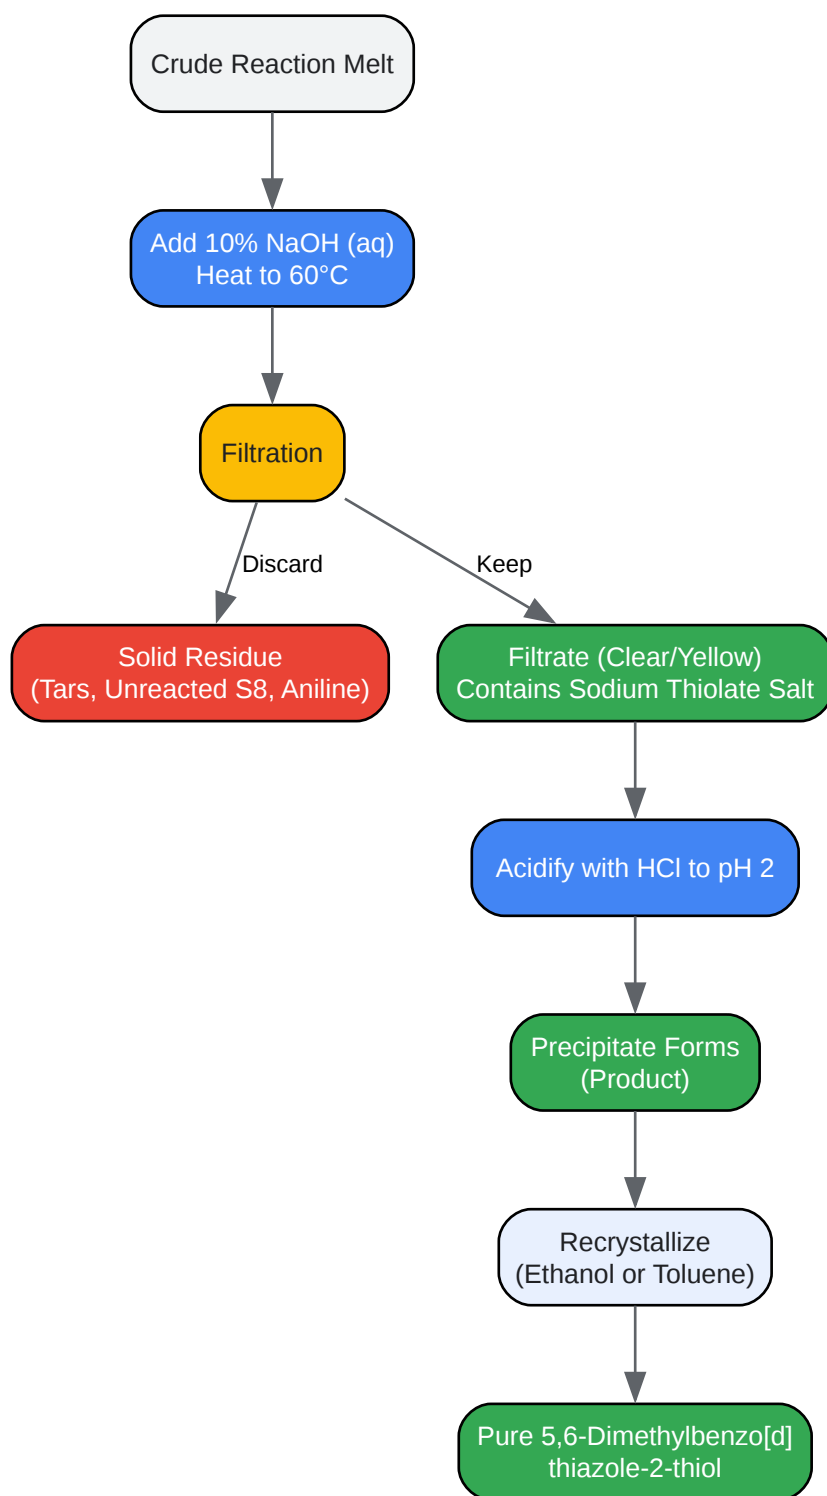 Crude Reaction Melt
Add 10% NaOH (aq)
Heat to 60°C
Filtration
Discard
Keep
Solid Residue
(Tars, Unreacted S8, Aniline)
Filtrate (Clear/Yellow)
Contains Sodium Thiolate Salt
Acidify with HCl to pH 2
Precipitate Forms
(Product)
Recrystallize
(Ethanol or Toluene)
Pure 5,6-Dimethylbenzo[d]
thiazole-2-thiol